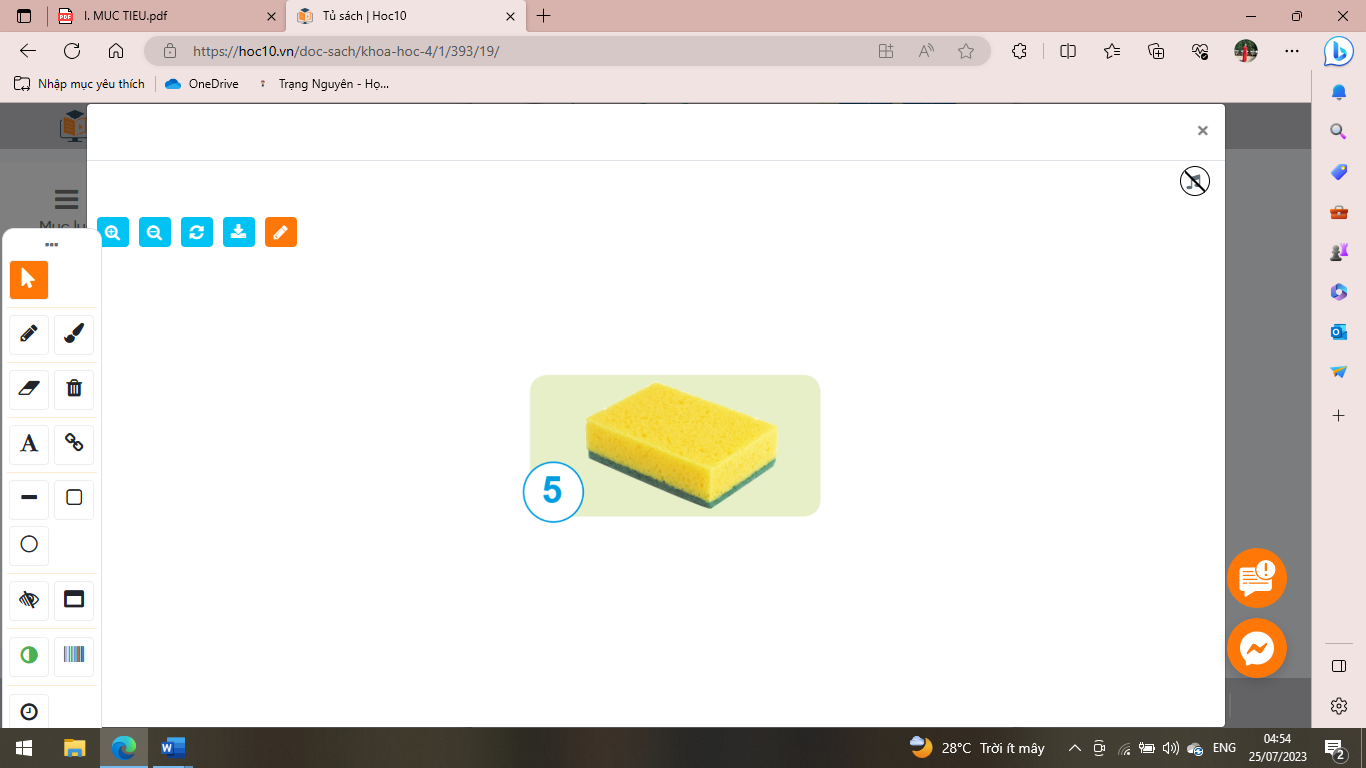 I. MUC TIEU.pdf
Tủ sách | Hoc10
https://hoc10.vn/doc-sach/khoa-hoc-4/1/393/19/
Nhập mục yêu thích
OneDrive
Trạng Nguyên - Họ...
A
5
28°C Trời ít mây
ENG
04:54
25/07/2023
2